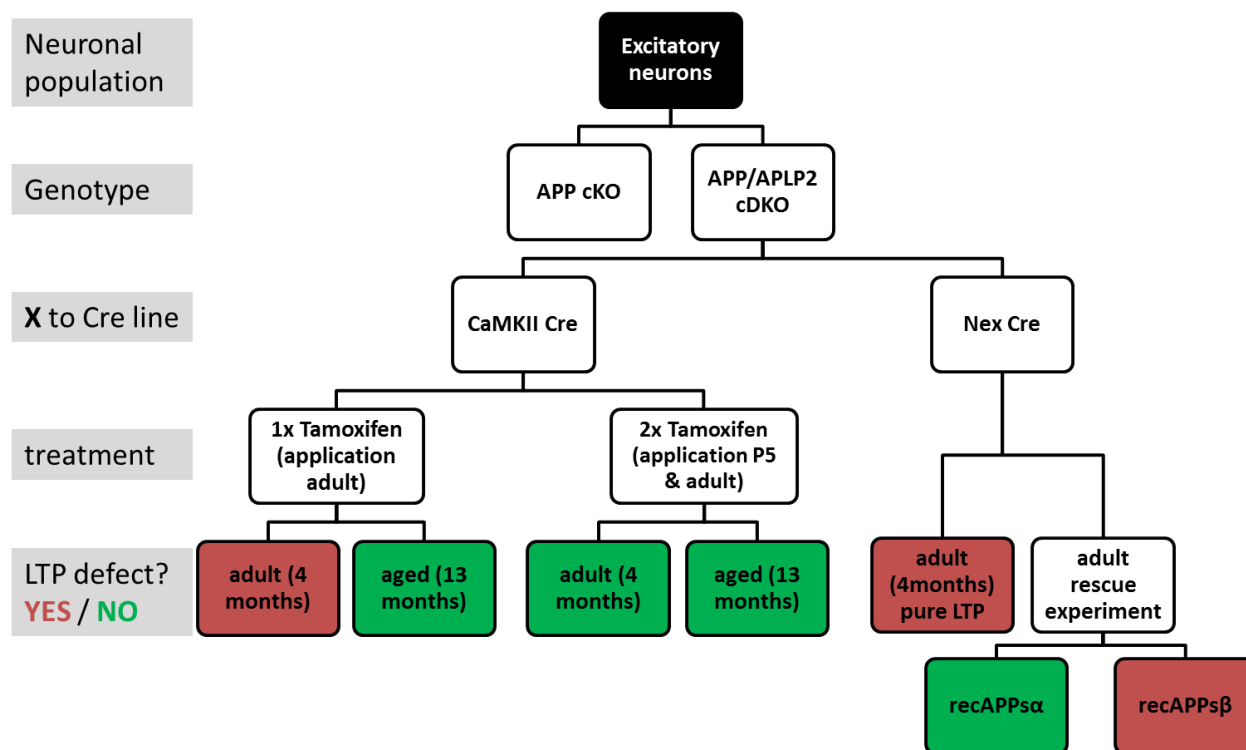 Neuronal
population
Excitatory
neurons
Genotype
APP cKO
APP/APLP2
cDKO
X to Cre line
CaMKII Cre
Nex Cre
treatment
1x Tamoxifen
(application
adult)
2x Tamoxifen
(application P5
& adult)
LTP defect?
YES / NO
adult (4
months)
aged (13
months)
adult (4
months)
aged (13
months)
adult
(4months)
pure LTP
adult
rescue
experiment
recAPPsα
recAPPsβ